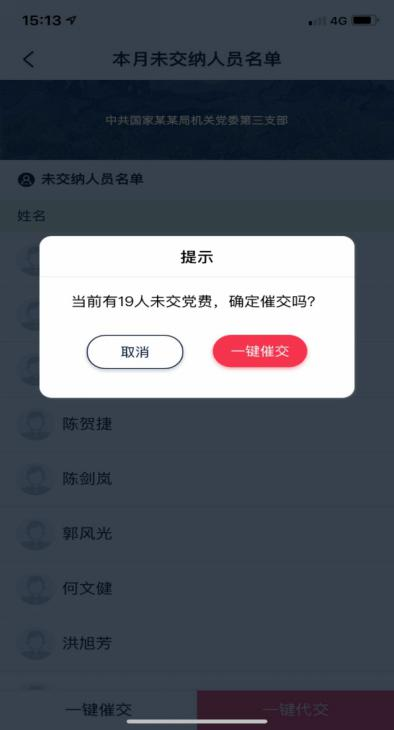 15:13
4G
本月未交纳人员名单
中共国家某某局机关党委第三支部
未交纳人员名单
姓名
提示
当前有19人未交党费，确定催交吗?
取消
一键催交
陈贺捷
陈剑岚
郭风光
何文健
洪旭芳
一键催交
一键代交